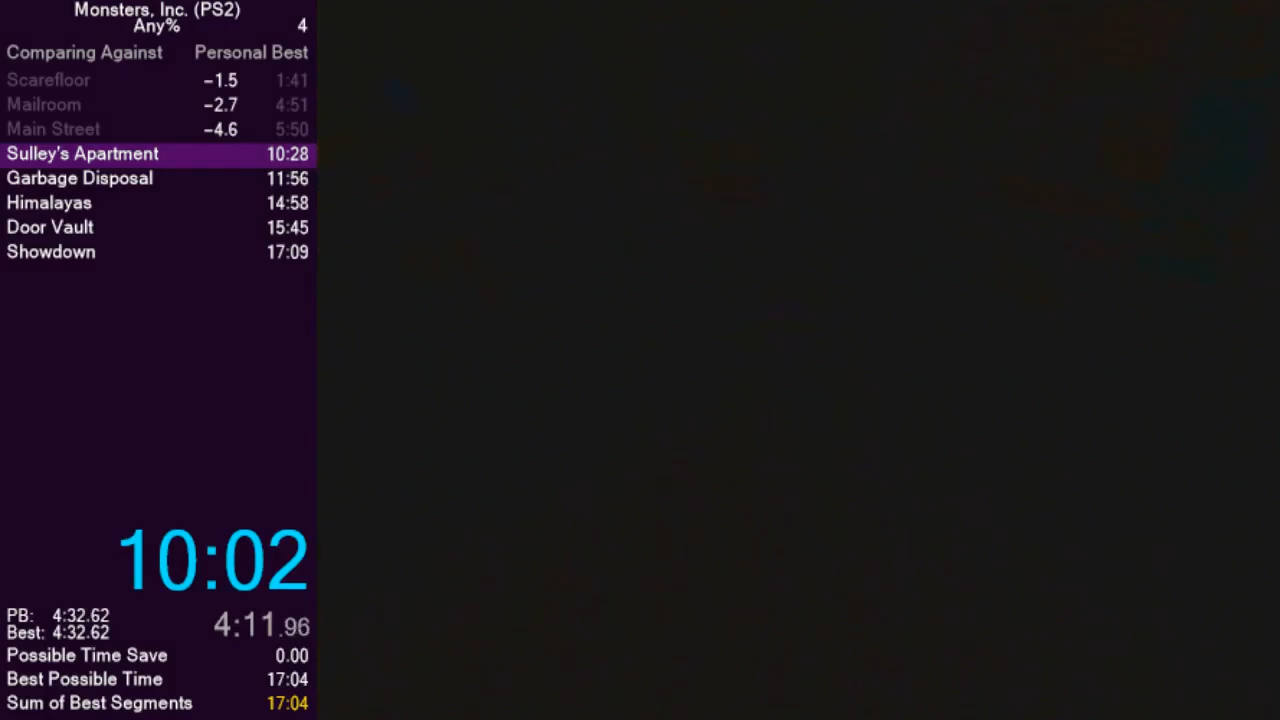 Monsters, Inc. (PS2)
Any% 4
Comparing Against Personal Best
Scarefloor −1.5 1:41
Mailroom −2.7 4:51
Main Street −4.6 5:50
Sulley's Apartment 10:28
Garbage Disposal 11:56
Himalayas 14:58
Door Vault 15:45
Showdown 17:09
10:02
PB: 4:32.62 4:11.96
Best: 4:32.62
Possible Time Save 0.00
Best Possible Time 17:04
Sum of Best Segments 17:04